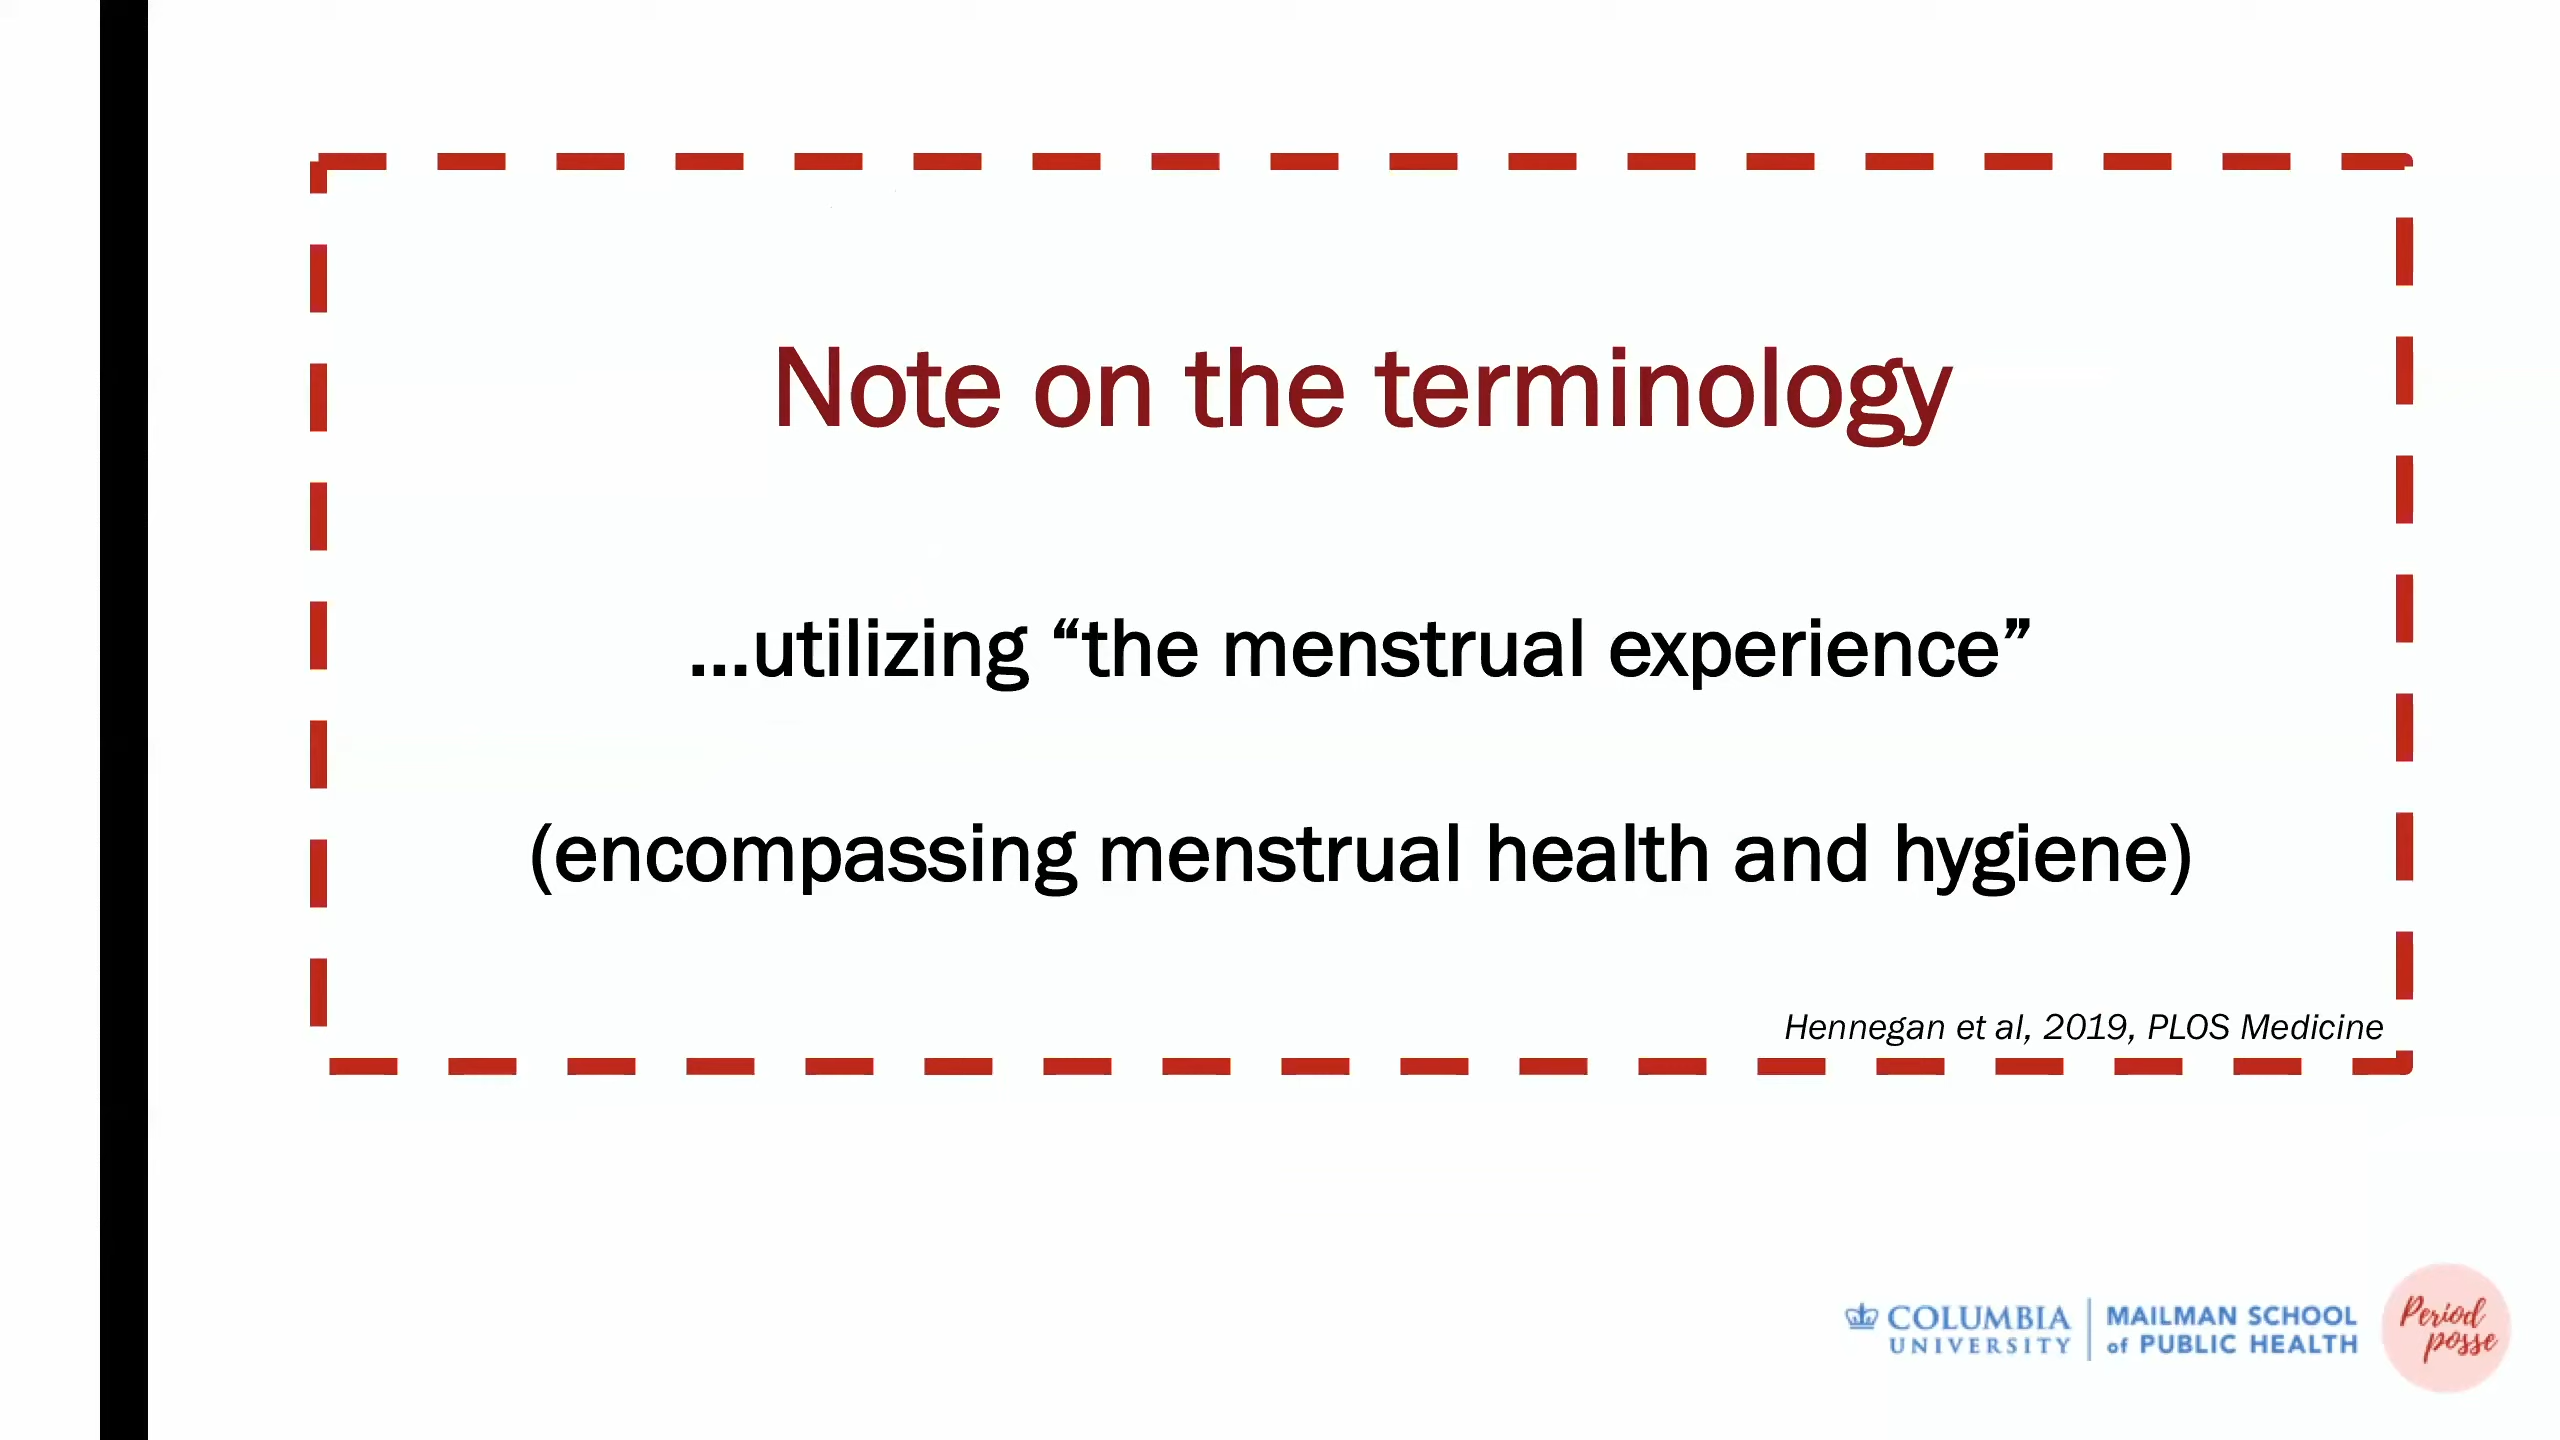 Note on the terminology
...utilizing “the menstrual experience”
(encompassing menstrual health and hygiene)
Hennegan et al, 2019, PLOS Medicine
COLUMBIA
UNIVERSITY
MAILMAN SCHOOL
of PUBLIC HEALTH
Period
posse